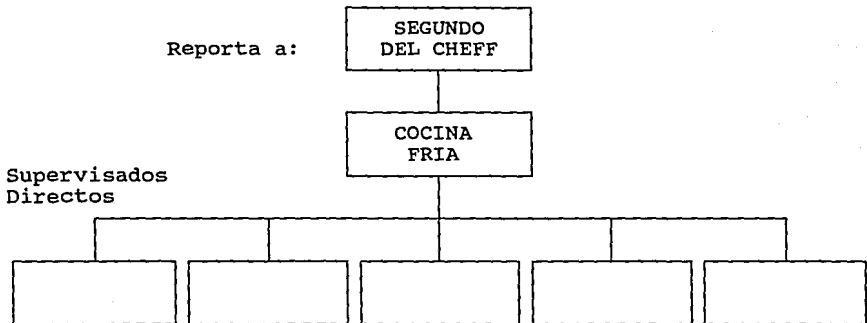 SEGUNDO
Reporta a: DEL CHEFF
COCINA
FRIA
Supervisados
Directos